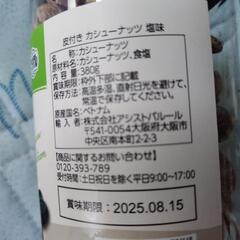 皮付き カシューナッツ 塩味
名称:カシューナッツ
原材料名:カシューナッツ、食塩
内容量:380g
賞味期限:枠外下部に記載
保存方法:高温多湿、直射日光を避けて、
常温で保存してください。
原産国名:ベトナム
輸入者:株式会社アシストバルール
〒541-0054
大阪府大阪市
中央区南本町2-2-3
【商品に関するお問い合わせ】
0120-393-789
受付時間:土日祝日を除く平日9:00~17:00
賞味期限:2025.08.15